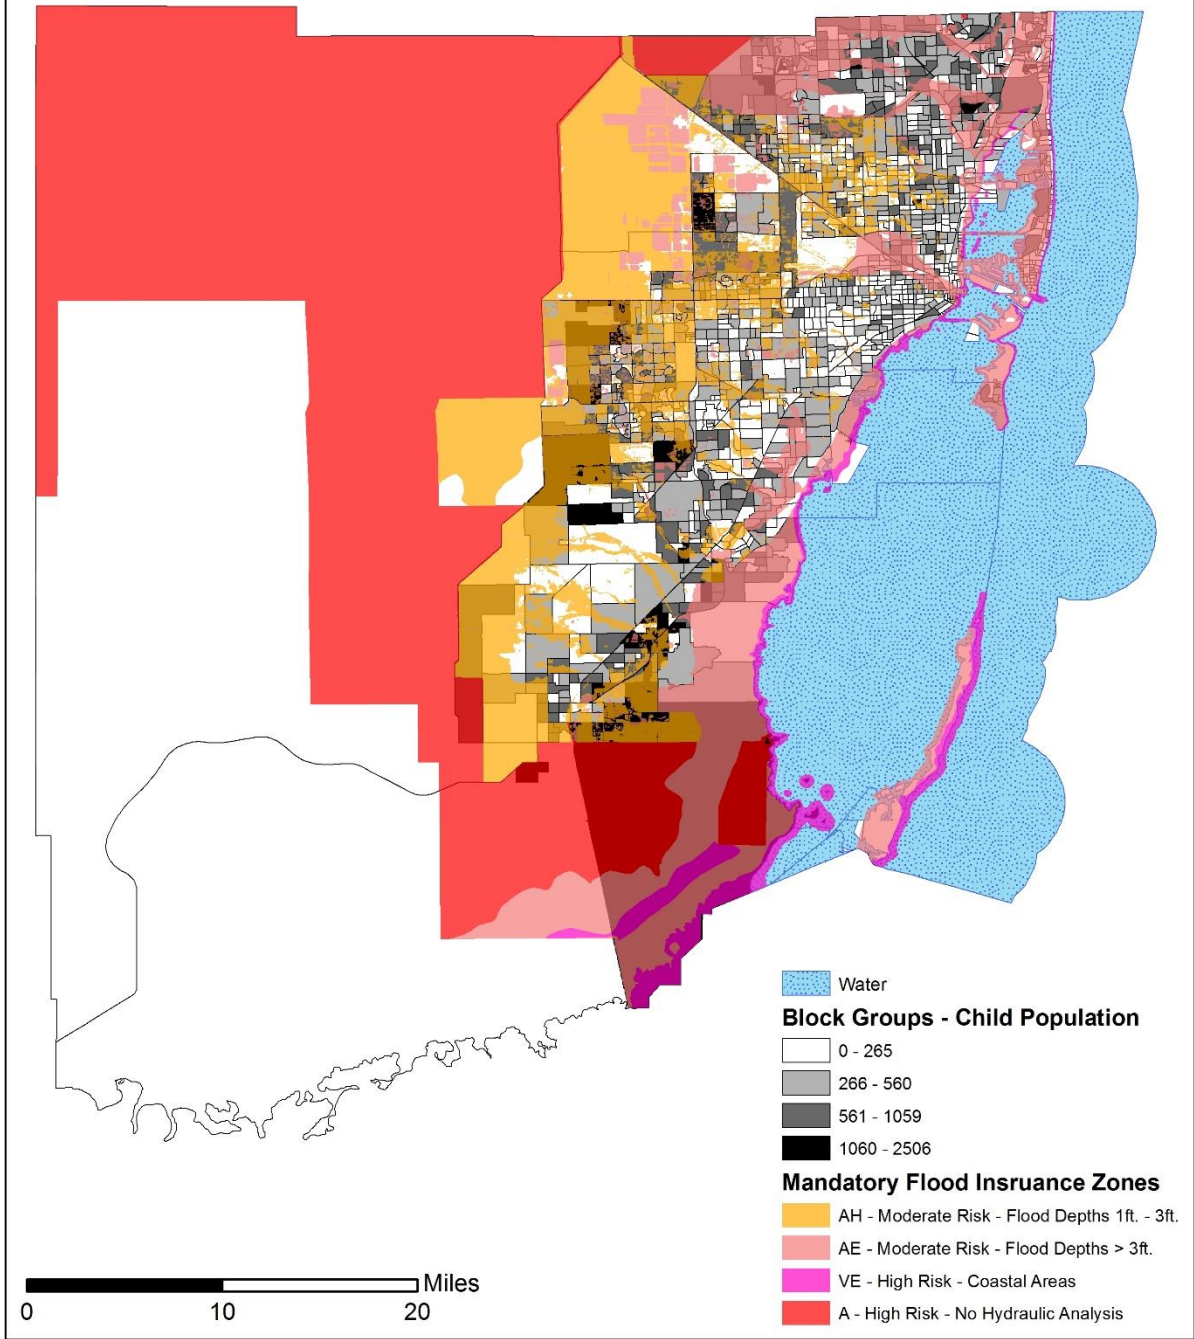 Water
Block Groups - Child Population
0 - 265
266 - 560
561 - 1059
1060 - 2506
Mandatory Flood Insruance Zones
AH - Moderate Risk - Flood Depths 1ft. - 3ft.
AE - Moderate Risk - Flood Depths > 3ft.
VE - High Risk - Coastal Areas
A - High Risk - No Hydraulic Analysis
Miles
0 10 20